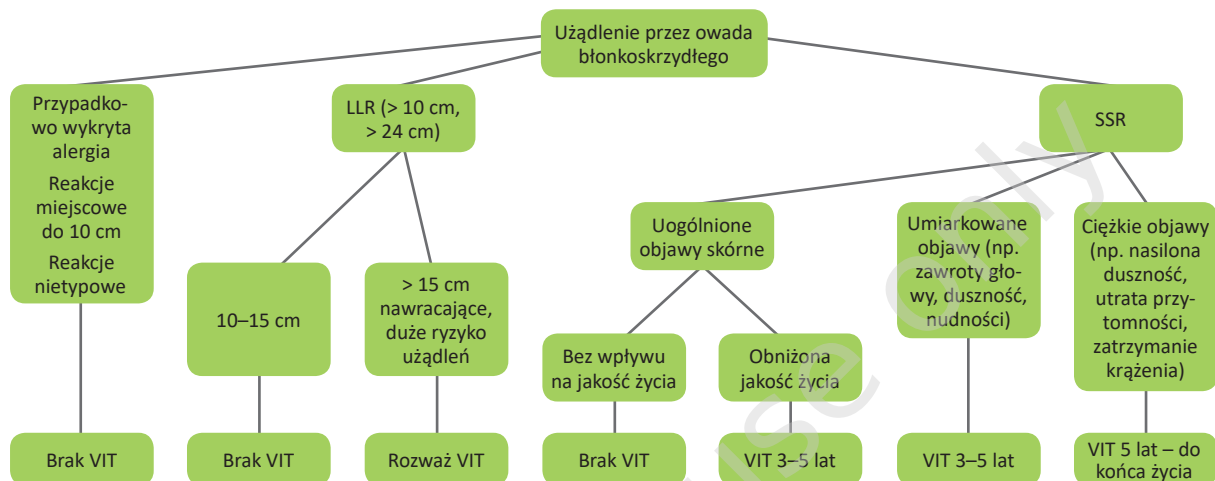 Użądlenie przez owada
błonkoskrzydłego
Przypadko-
wo wykryta
alergia
Reakcje
miejscowe
do 10 cm
Reakcje
nietypowe
LLR (> 10 cm,
> 24 cm)
SSR
10–15 cm
> 15 cm
nawracające,
duże ryzyko
użądleń
Uogólnione
objawy skórne
Umiarkowane
objawy (np.
zawroty gło-
wy, duszność,
nudności)
Ciężkie objawy
(np. nasilona
duszność,
utrata przy-
tomności,
zatrzymanie
krążenia)
Bez wpływu
na jakość życia
Obniżona
jakość życia
Brak VIT
Brak VIT
Rozważ VIT
Brak VIT
VIT 3–5 lat
VIT 3–5 lat
VIT 5 lat – do
końca życia
use only